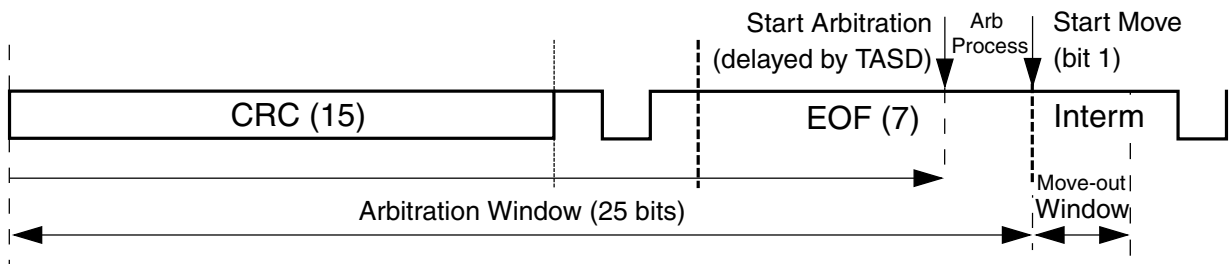 Start Arbitration
(delayed by TASD)
Arb
Process
Start Move
(bit 1)
CRC (15)
EOF (7)
Interm
Arbitration Window (25 bits)
Move-out
Window